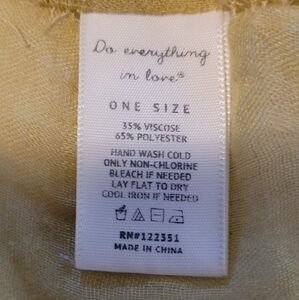 Do everything
in love.®
ONE SIZE
35% VISCOSE
65% POLYESTER
HAND WASH COLD
ONLY NON-CHLORINE
BLEACH IF NEEDED
LAY FLAT TO DRY
COOL IRON IF NEEDED
RN#122351
MADE IN CHINA